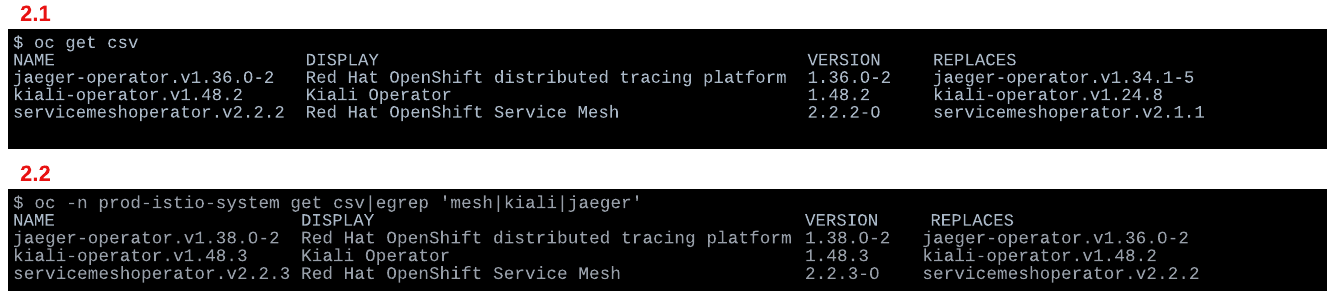 2.1
$ oc get csv
NAME DISPLAY VERSION REPLACES
jaeger-operator.v1.36.0-2 Red Hat OpenShift distributed tracing platform 1.36.0-2 jaeger-operator.v1.34.1-5
kiali-operator.v1.48.2 Kiali Operator 1.48.2 kiali-operator.v1.24.8
servicemeshoperator.v2.2.2 Red Hat OpenShift Service Mesh 2.2.2-0 servicemeshoperator.v2.1.1
2.2
$ oc -n prod-istio-system get csv|egrep 'mesh|kiali|jaeger'
NAME DISPLAY VERSION REPLACES
jaeger-operator.v1.38.0-2 Red Hat OpenShift distributed tracing platform 1.38.0-2 jaeger-operator.v1.36.0-2
kiali-operator.v1.48.3 Kiali Operator 1.48.3 kiali-operator.v1.48.2
servicemeshoperator.v2.2.3 Red Hat OpenShift Service Mesh 2.2.3-0 servicemeshoperator.v2.2.2